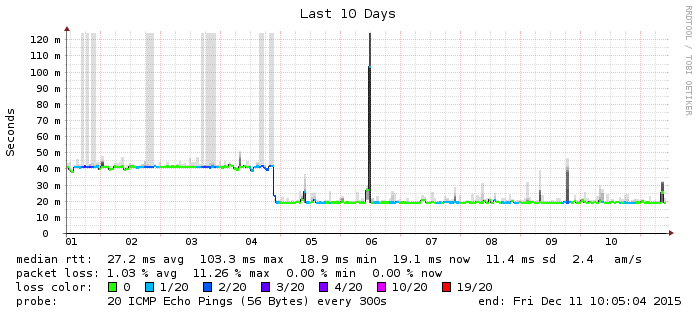 Last 10 Days
RRDTOOL / TOBI OETIKER
Seconds
120 m
110 m
100 m
90 m
80 m
70 m
60 m
50 m
40 m
30 m
20 m
10 m
0
01 02 03 04 05 06 07 08 09 10
median rtt: 27.2 ms avg 103.3 ms max 18.9 ms min 19.1 ms now 11.4 ms sd 2.4 am/s
packet loss: 1.03 % avg 11.26 % max 0.00 % min 0.00 % now
loss color: 0 1/20 2/20 3/20 4/20 10/20 19/20
probe: 20 ICMP Echo Pings (56 Bytes) every 300s end: Fri Dec 11 10:05:04 2015